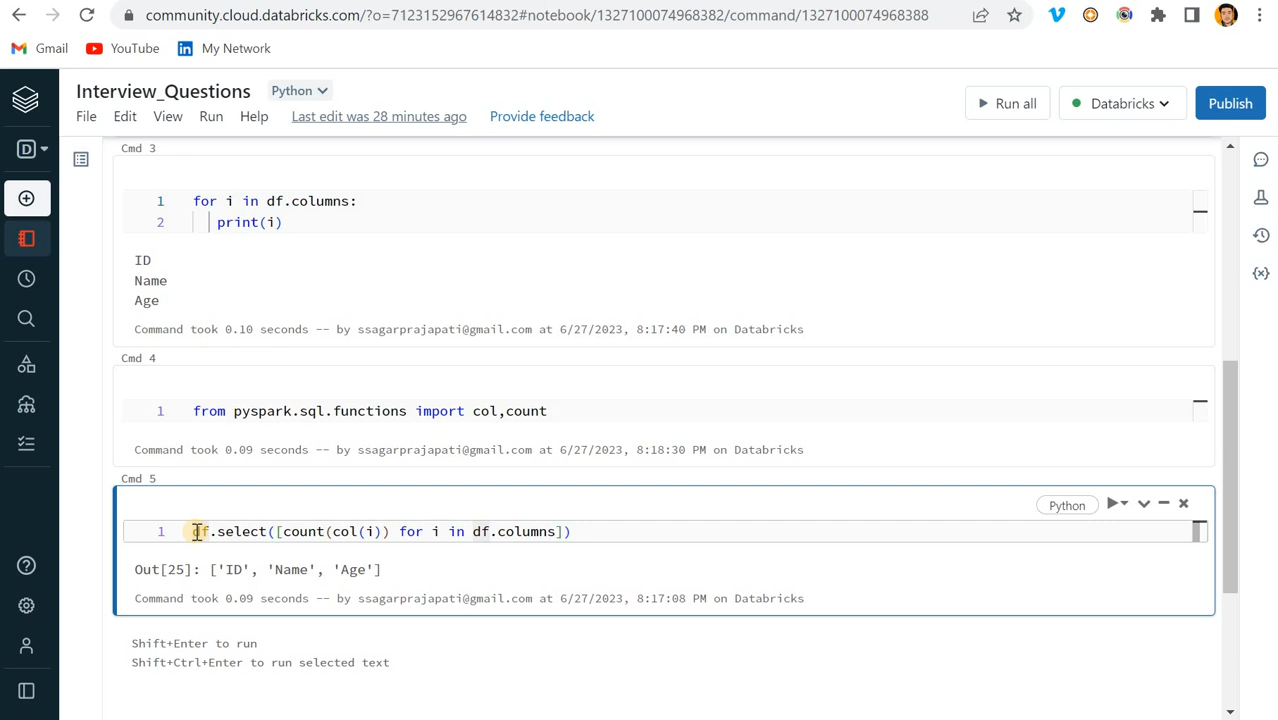 community.cloud.databricks.com/?o=7123152967614832#notebook/1327100074968382/command/1327100074968388
Gmail YouTube My Network
Interview_Questions Python
File Edit View Run Help Last edit was 28 minutes ago Provide feedback
Run all Databricks Publish
D
Cmd 3
1 for i in df.columns:
2 print(i)
ID
Name
Age
Command took 0.10 seconds -- by ssagarprajapati@gmail.com at 6/27/2023, 8:17:40 PM on Databricks
Cmd 4
1 from pyspark.sql.functions import col,count
Command took 0.09 seconds -- by ssagarprajapati@gmail.com at 6/27/2023, 8:18:30 PM on Databricks
Cmd 5
Python
1 df.select([count(col(i)) for i in df.columns])
Out[25]: ['ID', 'Name', 'Age']
Command took 0.09 seconds -- by ssagarprajapati@gmail.com at 6/27/2023, 8:17:08 PM on Databricks
Shift+Enter to run
Shift+Ctrl+Enter to run selected text